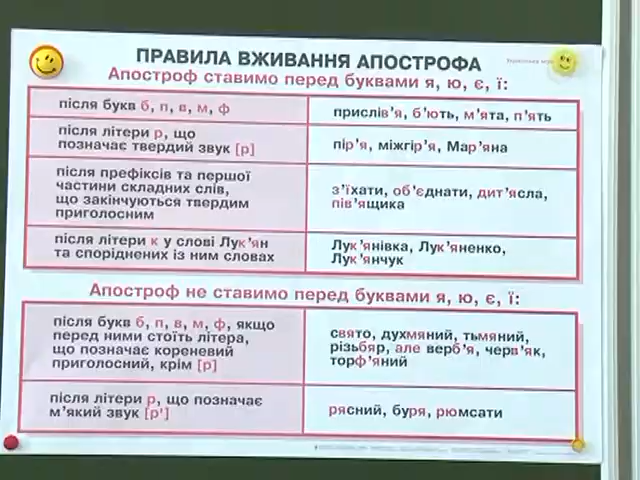 ПРАВИЛА ВЖИВАННЯ АПОСТРОФА
Апостроф ставимо перед буквами я, ю, є, ї:
після букв б, п, в, м, ф
прислів’я, б’ють, м’ята, п’ять
після літери р, що
позначає твердий звук [р]
пір’я, міжгір’я, Мар’яна
після префіксів та першої
частини складних слів,
що закінчуються твердим
приголосним
з’їхати, об’єднати, дит’ясла,
пів’ящика
після літери к у слові Лук’ян
та споріднених із ним словах
Лук’янівка, Лук’яненко,
Лук’янчук
Апостроф не ставимо перед буквами я, ю, є, ї:
після букв б, п, в, м, ф, якщо
перед ними стоїть літера,
що позначає кореневий
приголосний, крім [р]
свято, духмяний, тьмяний,
різьбяр, але верб’я, черв’як,
торф’яний
після літери р, що позначає
м’який звук [р']
рясний, буря, рюмсати